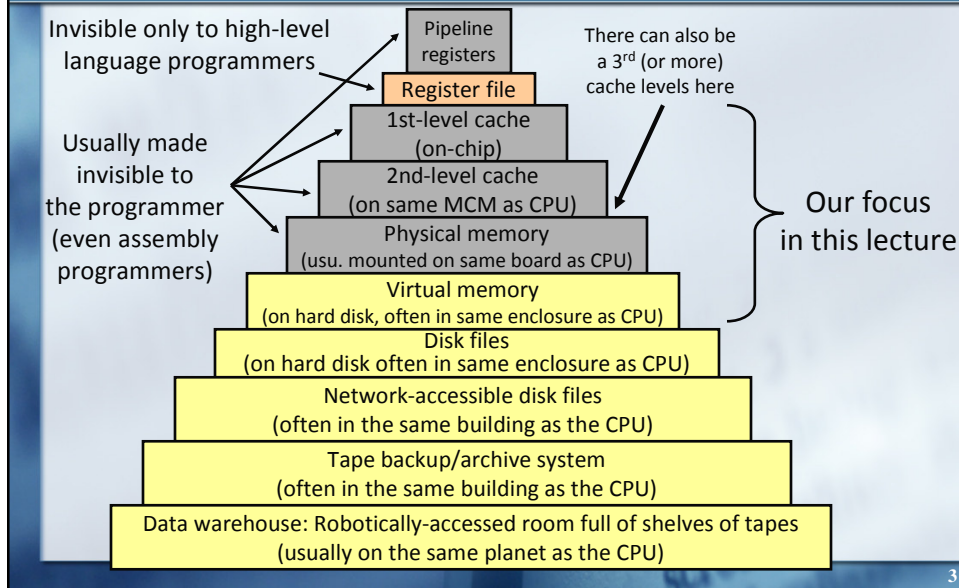 Invisible only to high-level
language programmers
Pipeline
registers
There can also be
a 3rd (or more)
cache levels here
Register file
1st-level cache
(on-chip)
Usually made
invisible to
the programmer
(even assembly
programmers)
2nd-level cache
(on same MCM as CPU)
Our focus
in this lecture
Physical memory
(usu. mounted on same board as CPU)
Virtual memory
(on hard disk, often in same enclosure as CPU)
Disk files
(on hard disk often in same enclosure as CPU)
Network-accessible disk files
(often in the same building as the CPU)
Tape backup/archive system
(often in the same building as the CPU)
Data warehouse: Robotically-accessed room full of shelves of tapes
(usually on the same planet as the CPU)
3